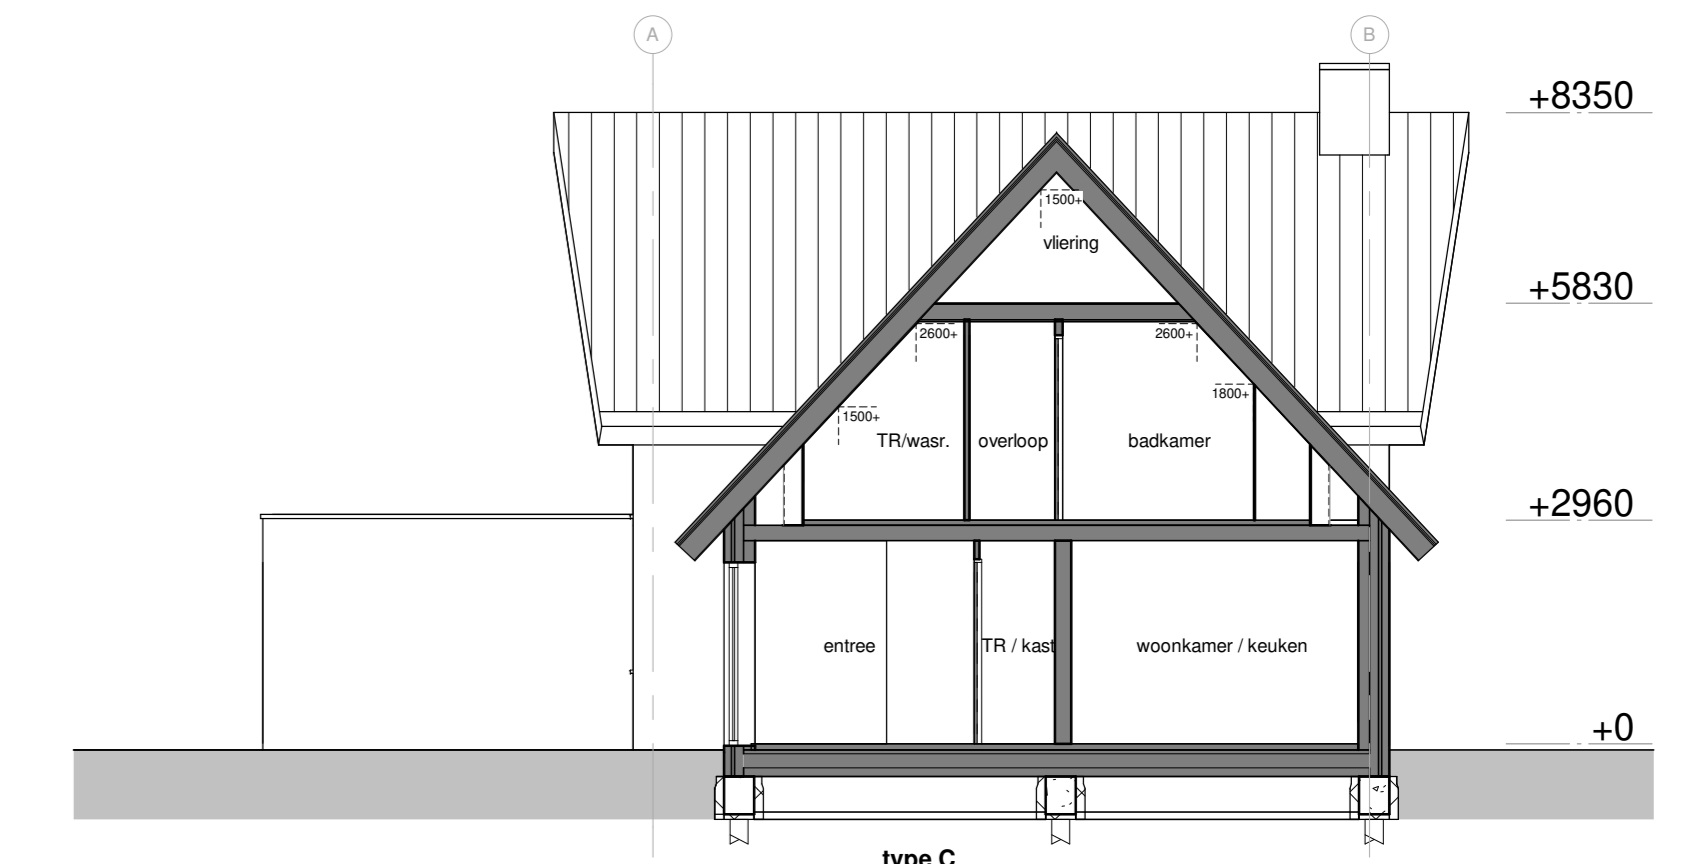 A
B
+8350
1500+
vliering
+5830
2600+
2600+
1800+
1500+
TR/wasr.
overloop
badkamer
+2960
entree
TR / kast
woonkamer / keuken
+0
type C